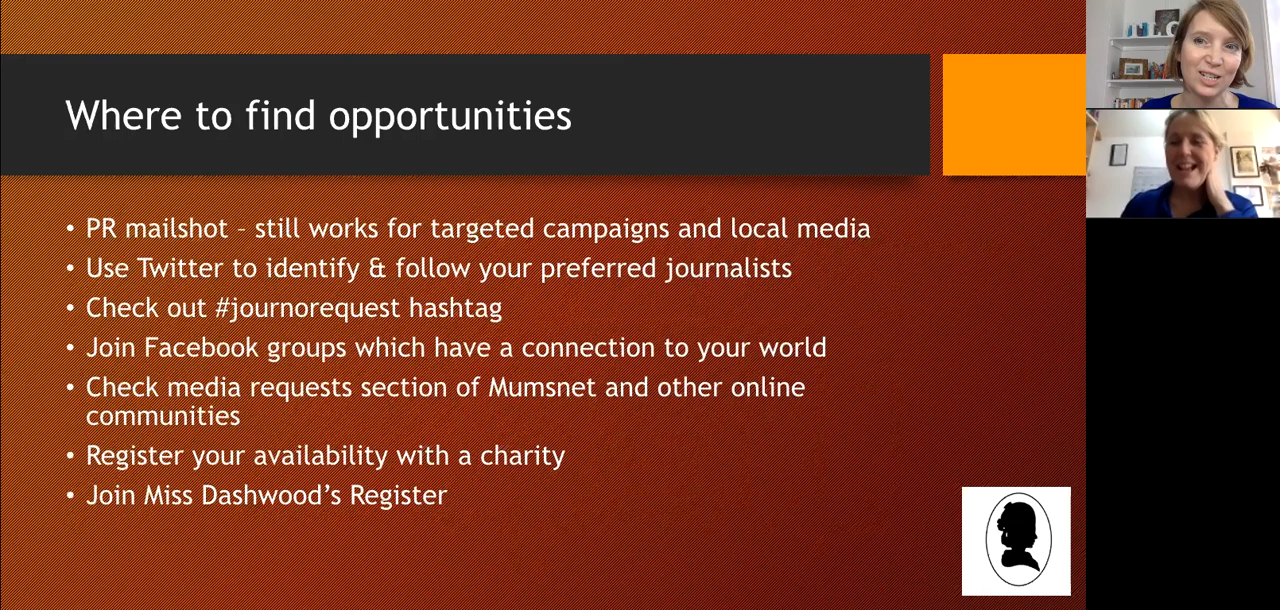 Where to find opportunities
• PR mailshot – still works for targeted campaigns and local media
• Use Twitter to identify & follow your preferred journalists
• Check out #journorequest hashtag
• Join Facebook groups which have a connection to your world
• Check media requests section of Mumsnet and other online
communities
• Register your availability with a charity
• Join Miss Dashwood’s Register